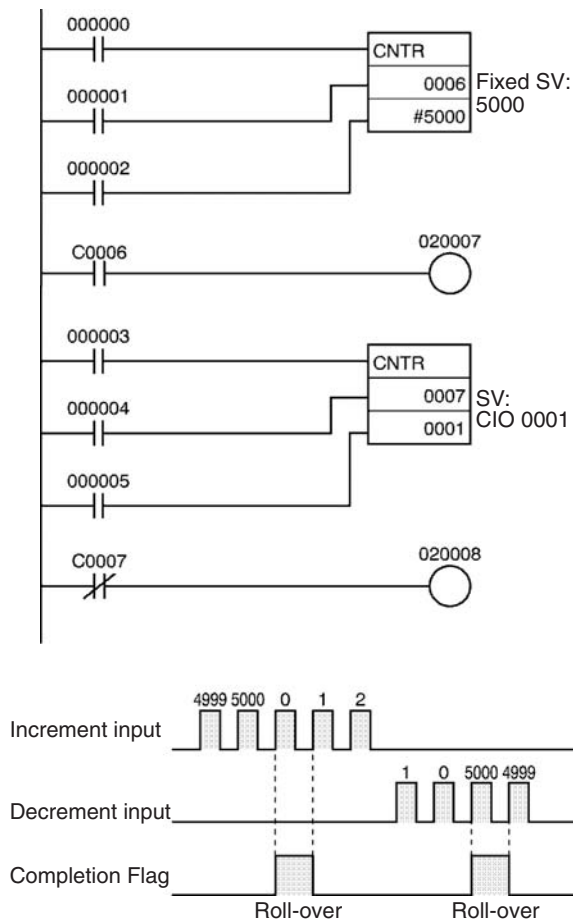 000000
CNTR
0006
Fixed SV:
5000
000001
#5000
000002
C0006
020007
000003
CNTR
0007
SV:
CIO 0001
000004
0001
000005
C0007
020008
4999 5000 0 1 2
Increment input
1 0 5000 4999
Decrement input
Completion Flag
Roll-over Roll-over